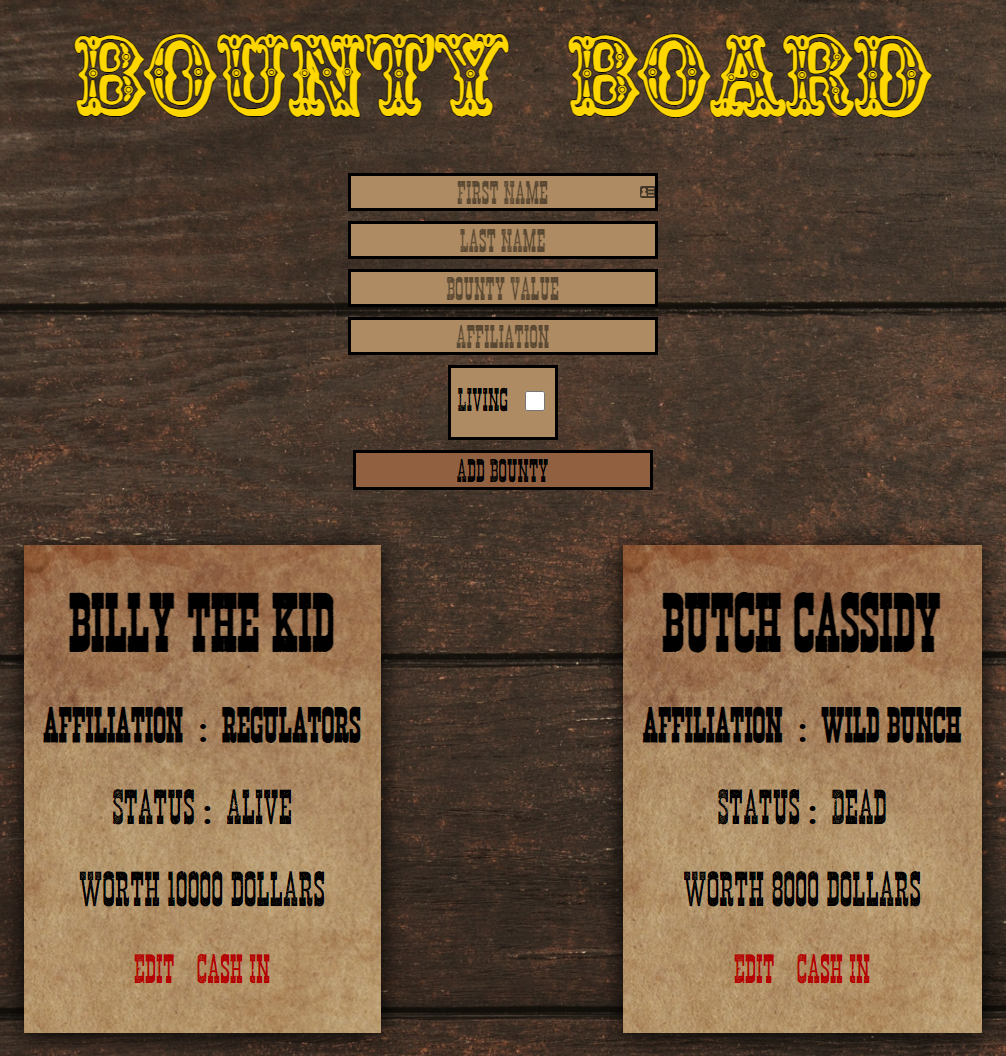 BOUNTY BOARD
FIRST NAME
LAST NAME
BOUNTY VALUE
AFFILIATION
LIVING
ADD BOUNTY
BILLY THE KID
AFFILIATION : REGULATORS
STATUS : ALIVE
WORTH 10000 DOLLARS
EDIT CASH IN
BUTCH CASSIDY
AFFILIATION : WILD BUNCH
STATUS : DEAD
WORTH 8000 DOLLARS
EDIT CASH IN